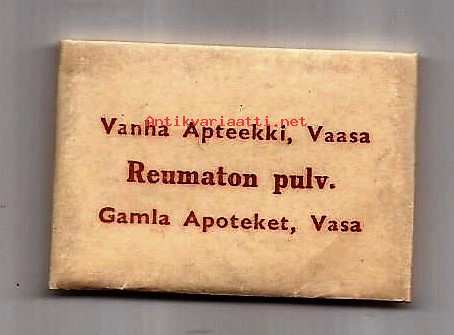 Antikvariaatti.net
Vanha Apteekki, Vaasa
Reumaton pulv.
Gamla Apoteket, Vasa